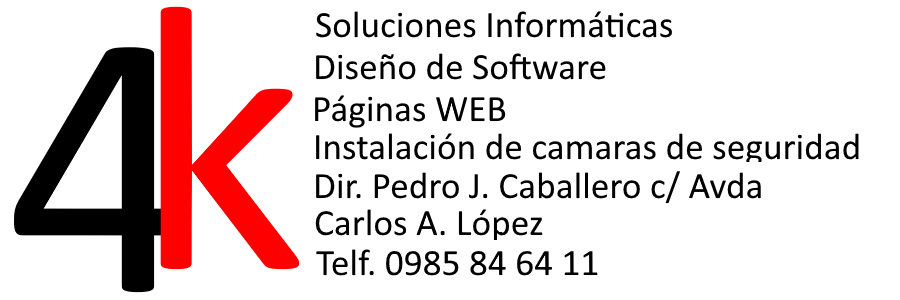 4k
Soluciones Informáticas
Diseño de Software
Páginas WEB
Instalación de camaras de seguridad
Dir. Pedro J. Caballero c/ Avda
Carlos A. López
Telf. 0985 84 64 11